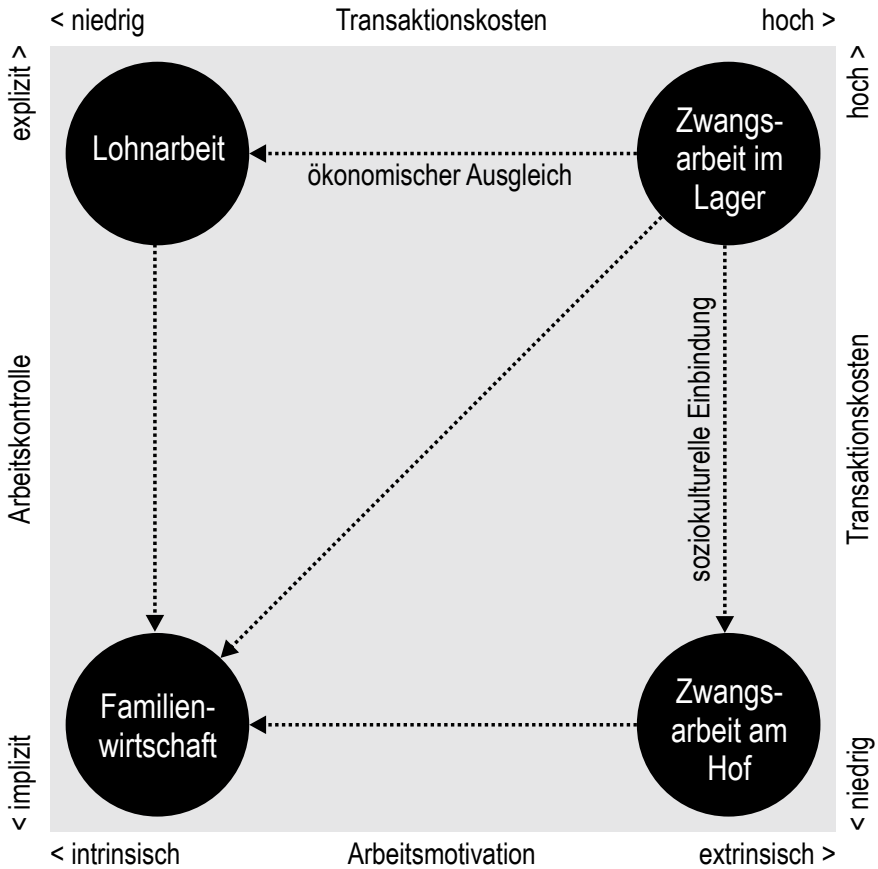 < niedrig Transaktionskosten hoch >
explizit >
hoch >
Lohnarbeit
Zwangs-
arbeit im
Lager
ökonomischer Ausgleich
Arbeitskontrolle
soziokulturelle Einbindung
Transaktionskosten
Familien-
wirtschaft
Zwangs-
arbeit am
Hof
< implizit
< niedrig
< intrinsisch Arbeitsmotivation extrinsisch >